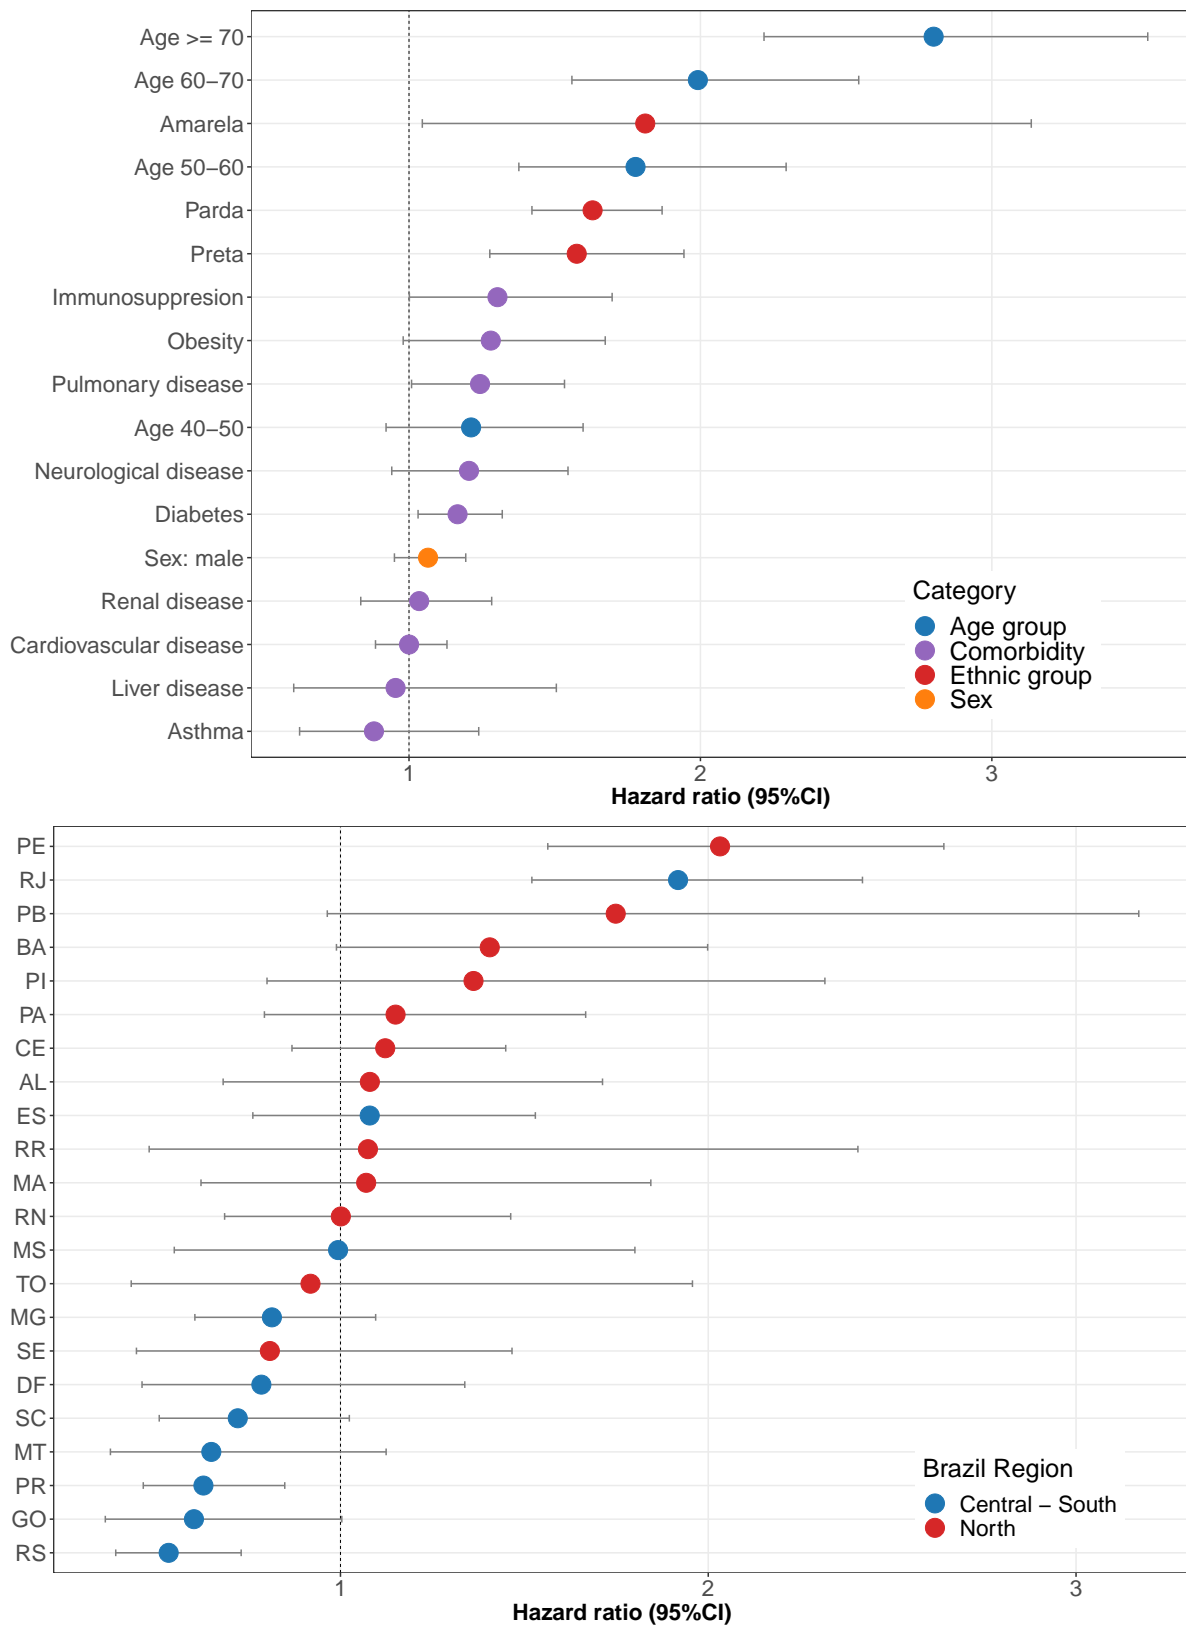 Age >= 70
Age 60−70
Amarela
Age 50−60
Parda
Preta
Immunosuppresion
Obesity
Pulmonary disease
Age 40−50
Neurological disease
Diabetes
Sex: male
Renal disease
Cardiovascular disease
Liver disease
Asthma
Category
Age group
Comorbidity
Ethnic group
Sex
1 2 3
Hazard ratio (95%CI)
PE
RJ
PB
BA
PI
PA
CE
AL
ES
RR
MA
RN
MS
TO
MG
SE
DF
SC
MT
PR
GO
RS
Brazil Region
Central − South
North
1 2 3
Hazard ratio (95%CI)